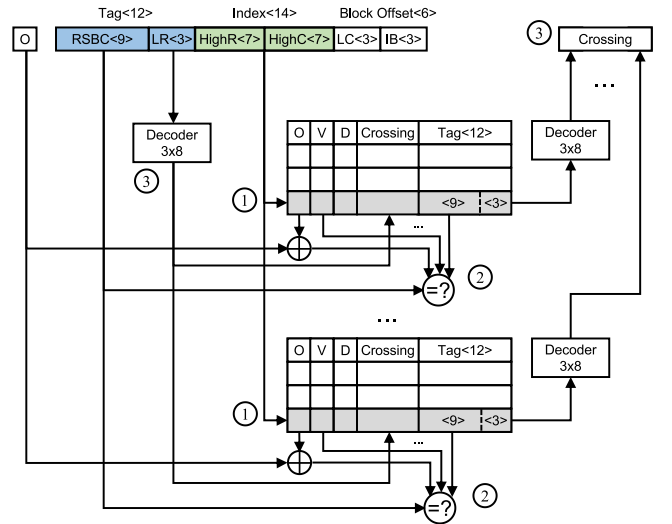 Tag<12> Index<14> Block Offset<6>
O RSBC<9> LR<3> HighR<7> HighC<7> LC<3> IB<3>
3 Crossing
...
Decoder
3x8
3
O V D Crossing Tag<12>
Decoder
3x8
1 <9> <3>
...
=? 2
...
O V D Crossing Tag<12>
Decoder
3x8
1 <9> <3>
...
=? 2